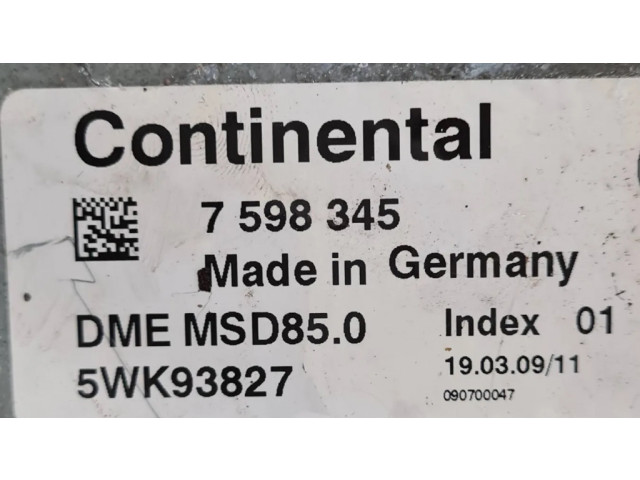 Continental
7 598 345
Made in Germany
DME MSD85.0 Index 01
5WK93827 19.03.09/11
090700047